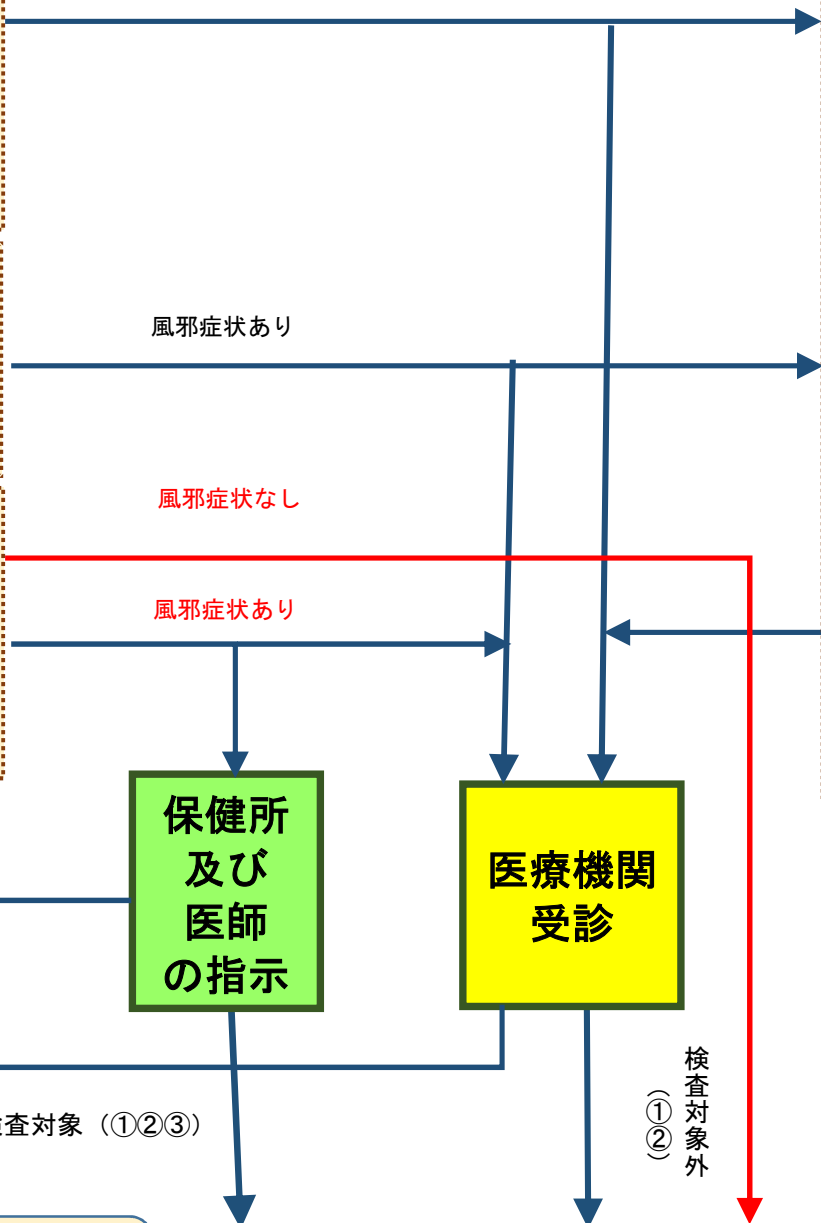 風邪症状あり
風邪症状なし
風邪症状あり
保健所
及び
医師
の指示
医療機関
受診
検査対象外
（①②）
査対象（①②③）